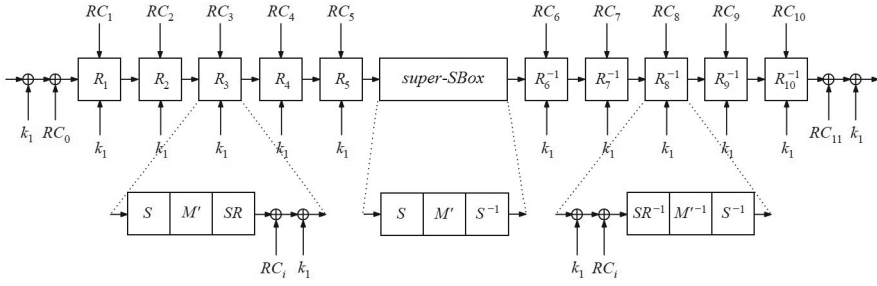 RC₁ RC₂ RC₃ RC₄ RC₅ RC₆ RC₇ RC₈ RC₉ RC₁₀
R₁ R₂ R₃ R₄ R₅ super-SBox R₆⁻¹ R₇⁻¹ R₈⁻¹ R₉⁻¹ R₁₀⁻¹
k₁ RC₀ k₁ k₁ k₁ k₁ k₁ k₁ k₁ k₁ k₁ k₁ RC₁₁ k₁
S M' SR S M' S⁻¹ SR⁻¹ M'⁻¹ S⁻¹
RCᵢ k₁ k₁ RCᵢ